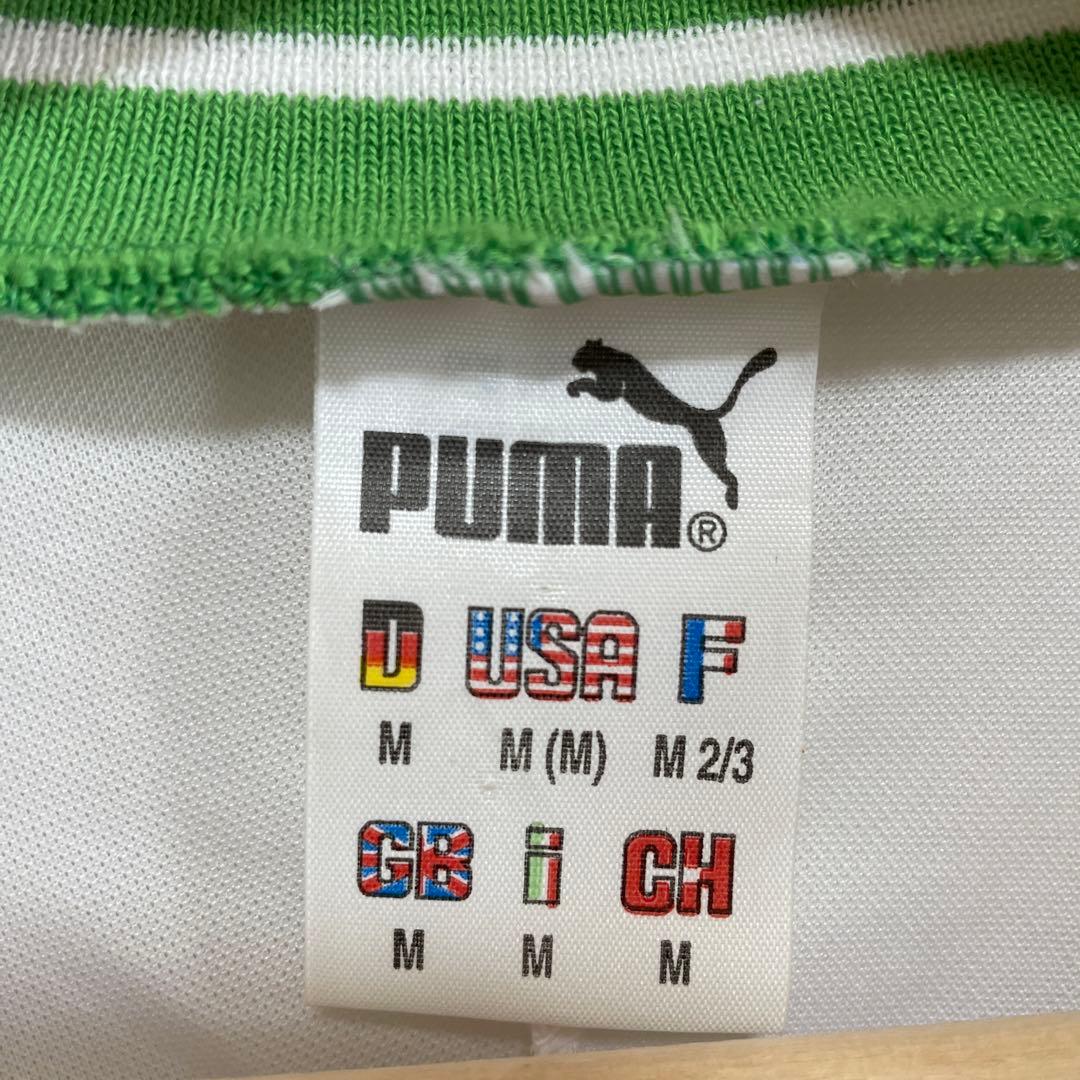 PUMA®
D USA F
M M (M) M 2/3
GB i CH
M M M